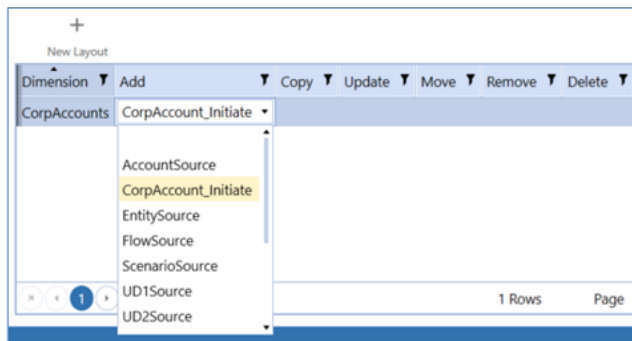 New Layout
Dimension Add Copy Update Move Remove Delete
CorpAccounts CorpAccount_Initiate
AccountSource
CorpAccount_Initiate
EntitySource
FlowSource
ScenarioSource
UD1Source
1 1 Rows Page
UD2Source